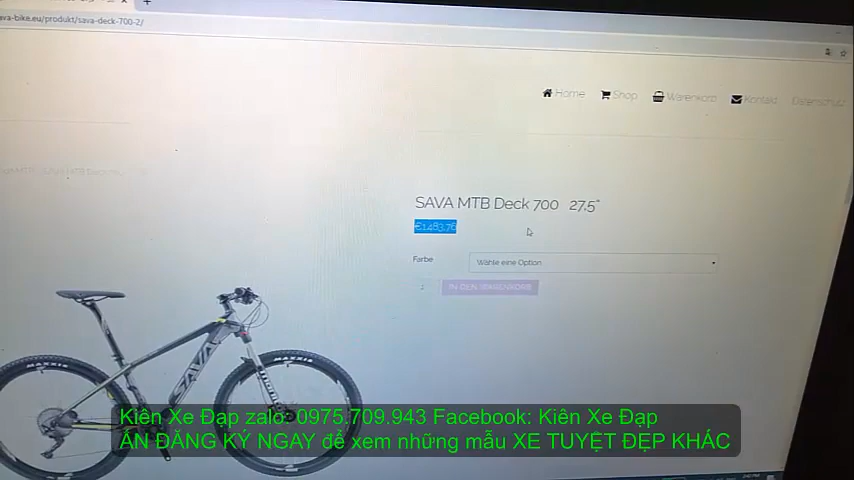 ava-bike.eu/produkt/sava-deck-700-2/
Home Shop Warenkorb Kontakt Datenschutz
SAVA MTB Deck 700 27,5"
€1.483,76
Farbe
Wähle eine Option
IN DEN WARENKORB
MAXXIS
MAXXIS
SAVA
Kiên Xe Đạp zalo: 0975.709.943 Facebook: Kiên Xe Đạp
ẤN ĐĂNG KÝ NGAY để xem những mẫu XE TUYỆT ĐẸP KHÁC